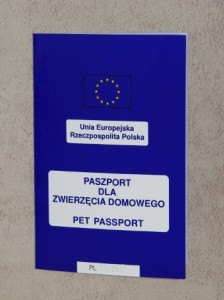 Unia Europejska
Rzeczpospolita Polska
PASZPORT
DLA
ZWIERZĘCIA DOMOWEGO
PET PASSPORT
PL